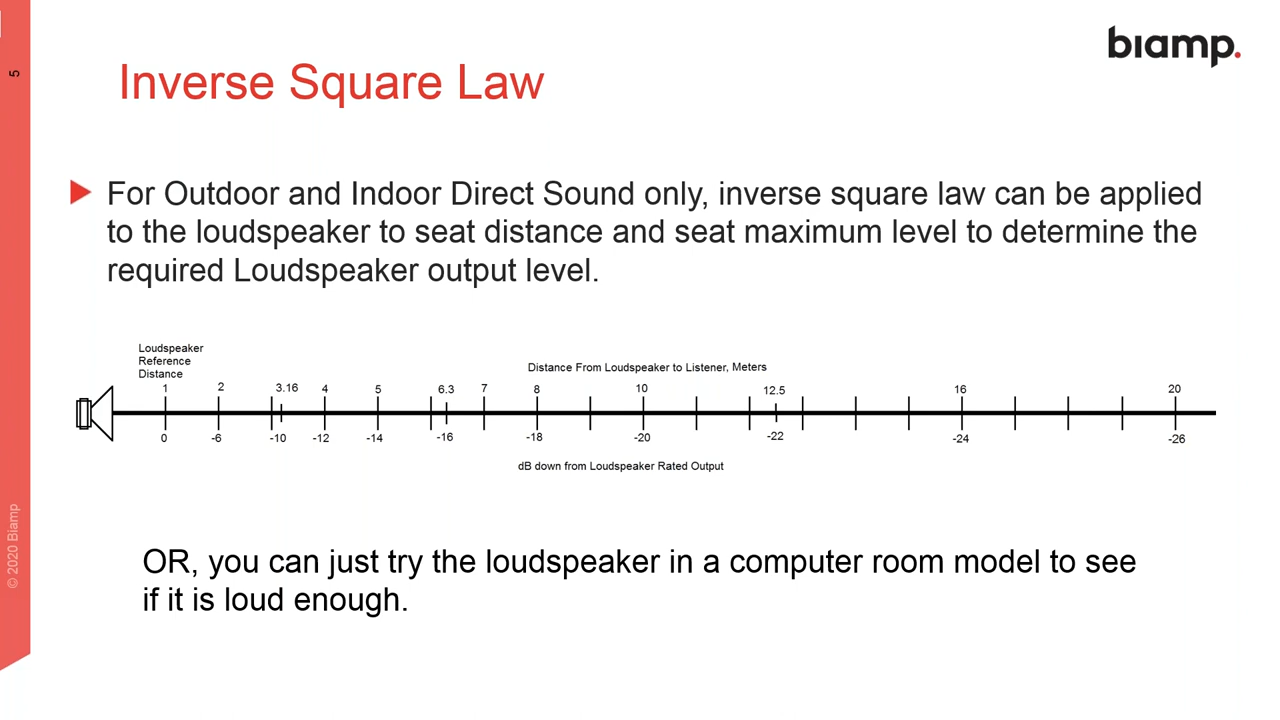 biamp.
5
Inverse Square Law
For Outdoor and Indoor Direct Sound only, inverse square law can be applied
to the loudspeaker to seat distance and seat maximum level to determine the
required Loudspeaker output level.
Loudspeaker
Reference
Distance
Distance From Loudspeaker to Listener, Meters
1 2 3.16 4 5 6.3 7 8 10 12.5 16 20
0 -6 -10 -12 -14 -16 -18 -20 -22 -24 -26
dB down from Loudspeaker Rated Output
© 2020 Biamp
OR, you can just try the loudspeaker in a computer room model to see
if it is loud enough.